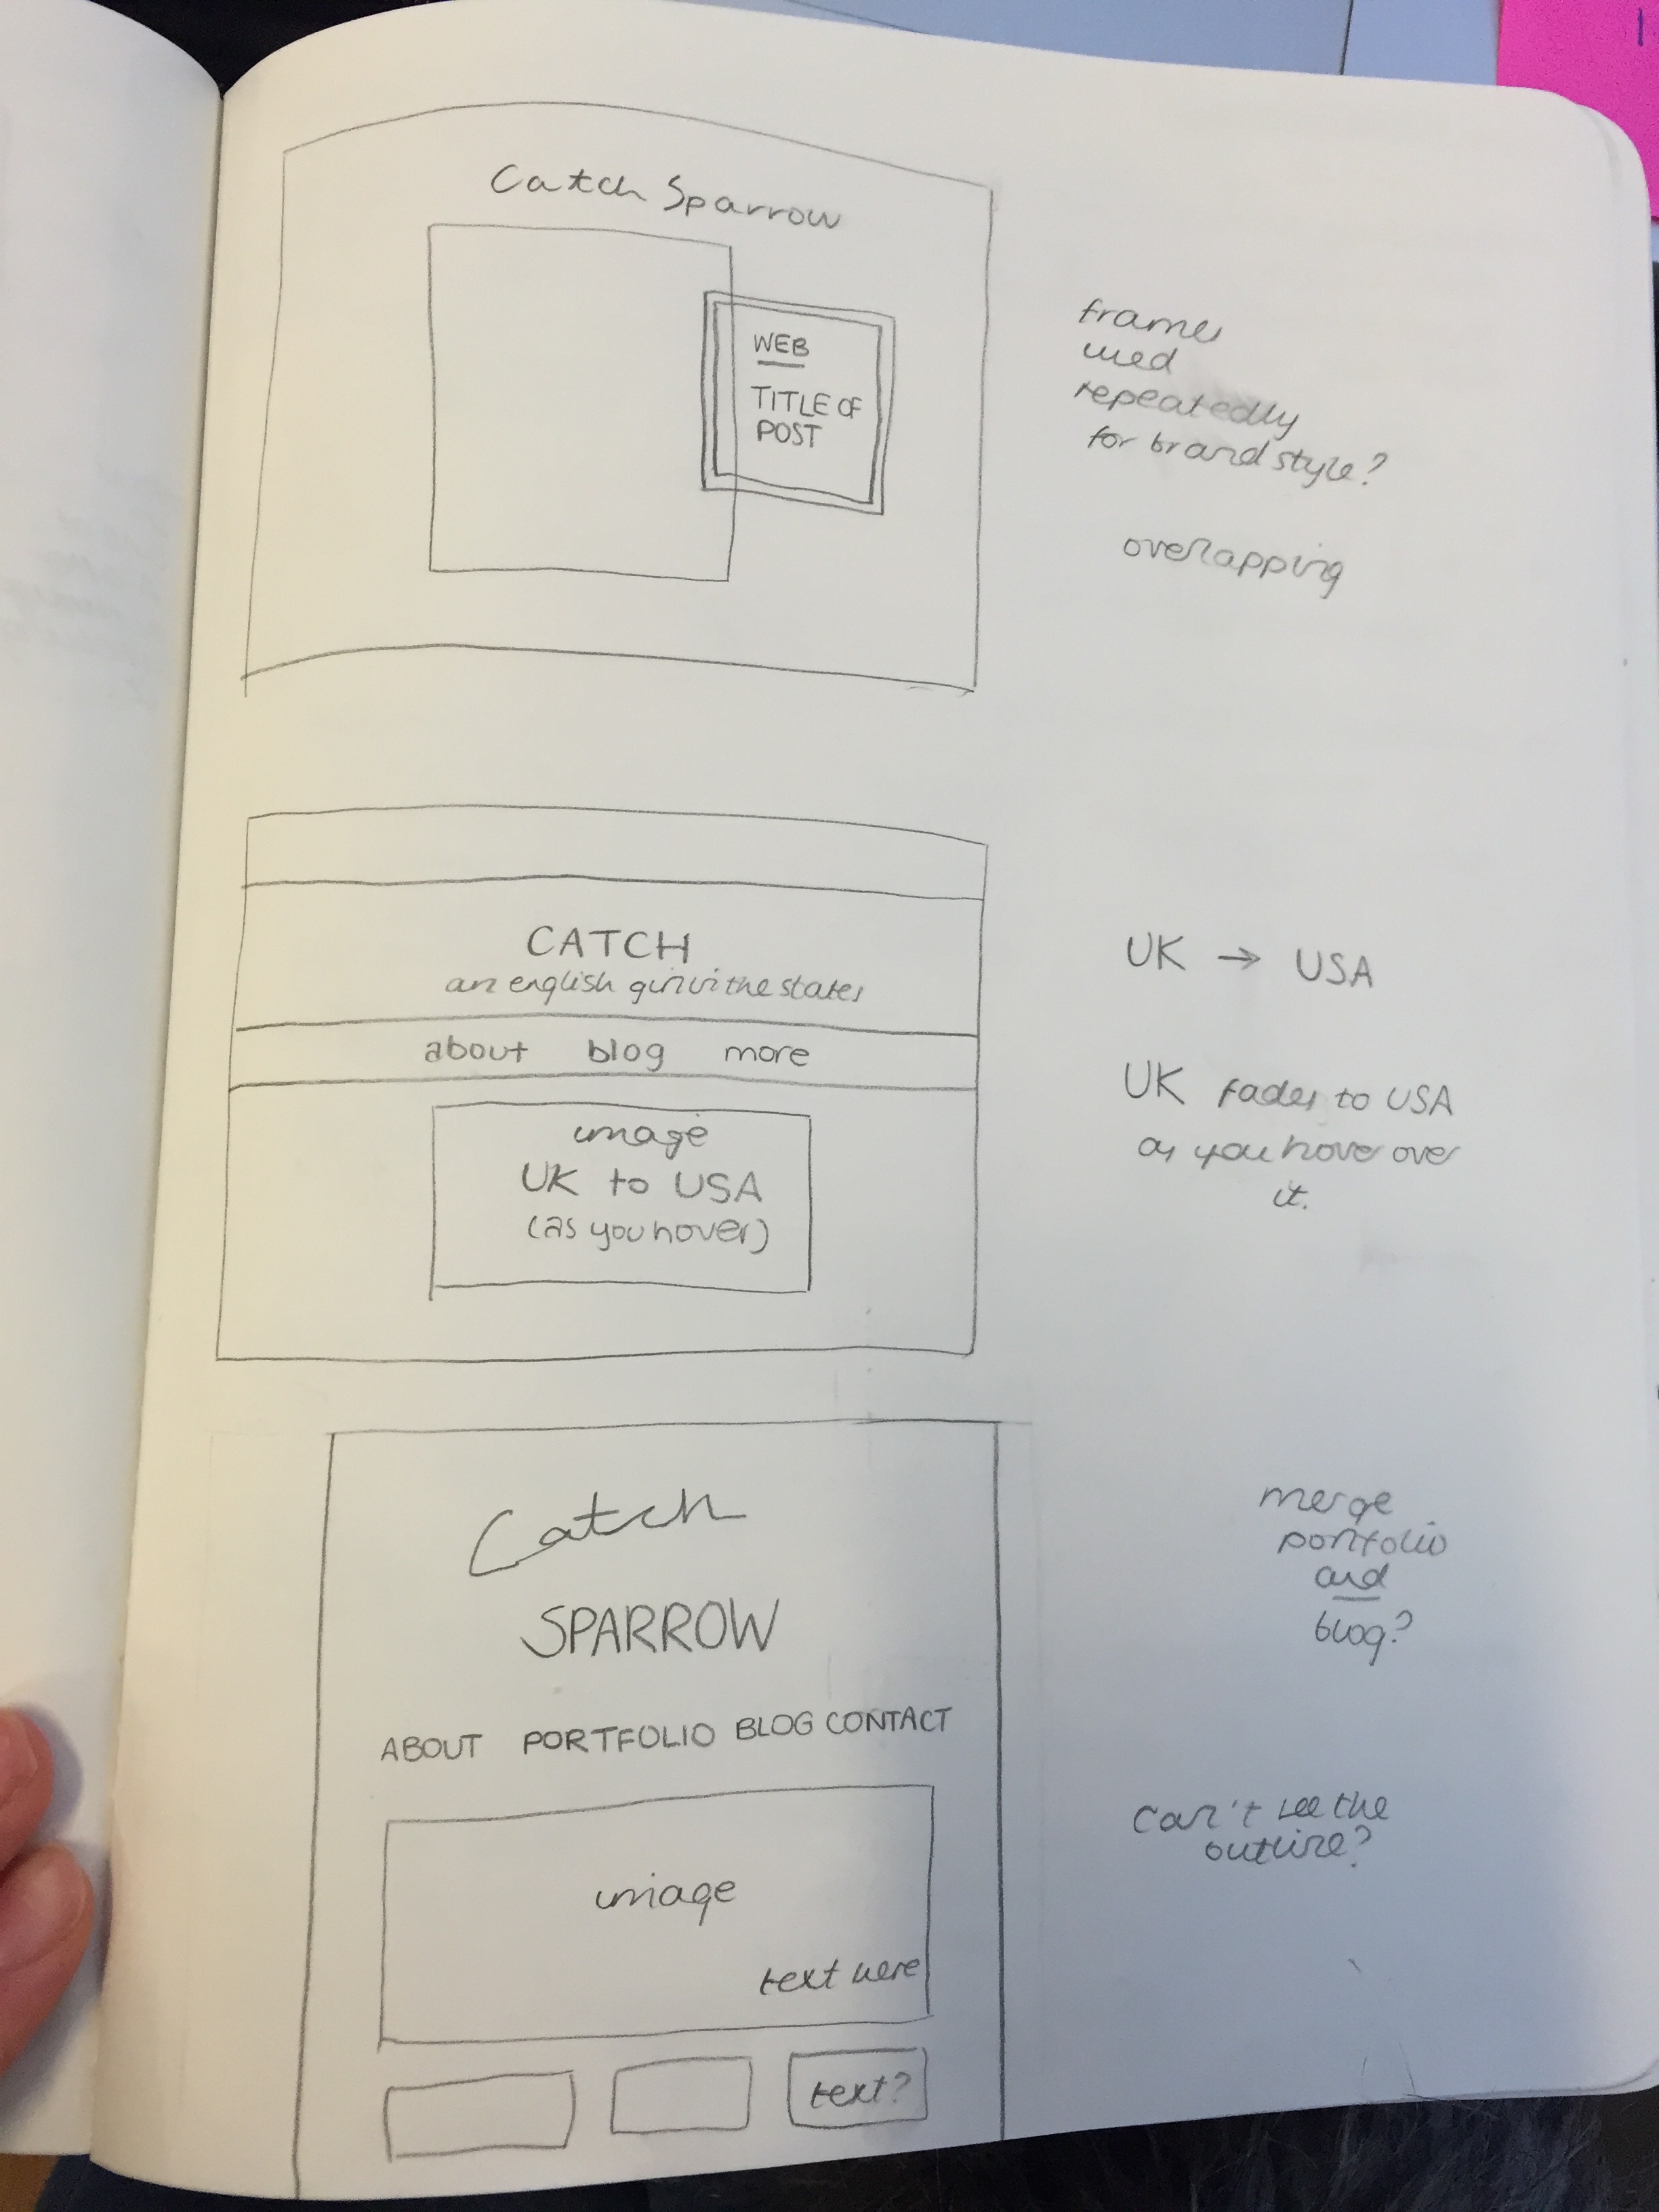 Catch Sparrow
WEB
TITLE OF
POST
frames
used
repeatedly
for brand style?
overlapping
CATCH
an english girl in the states
about blog more
image
UK to USA
(as you hover)
UK → USA
UK fades to USA
as you hover over
it.
Catch
SPARROW
ABOUT PORTFOLIO BLOG CONTACT
image
text here
text?
merge
portfolio
and
blog?
Can't see the
outline?